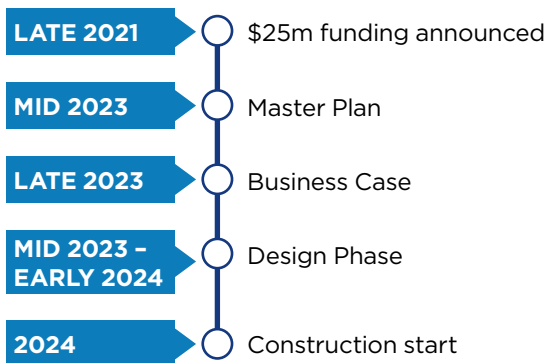 LATE 2021
$25m funding announced
MID 2023
Master Plan
LATE 2023
Business Case
MID 2023 –
EARLY 2024
Design Phase
2024
Construction start